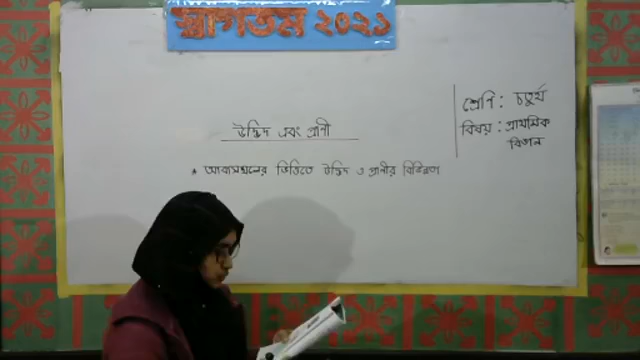 স্বাগতম ২০২১
শ্রেণি : চতুর্থ
বিষয় : প্রাথমিক
বিজ্ঞান
উদ্ভিদ এবং প্রাণী
* আবাসস্থলের ভিত্তিতে উদ্ভিদ ও প্রাণীর বিভিন্নতা